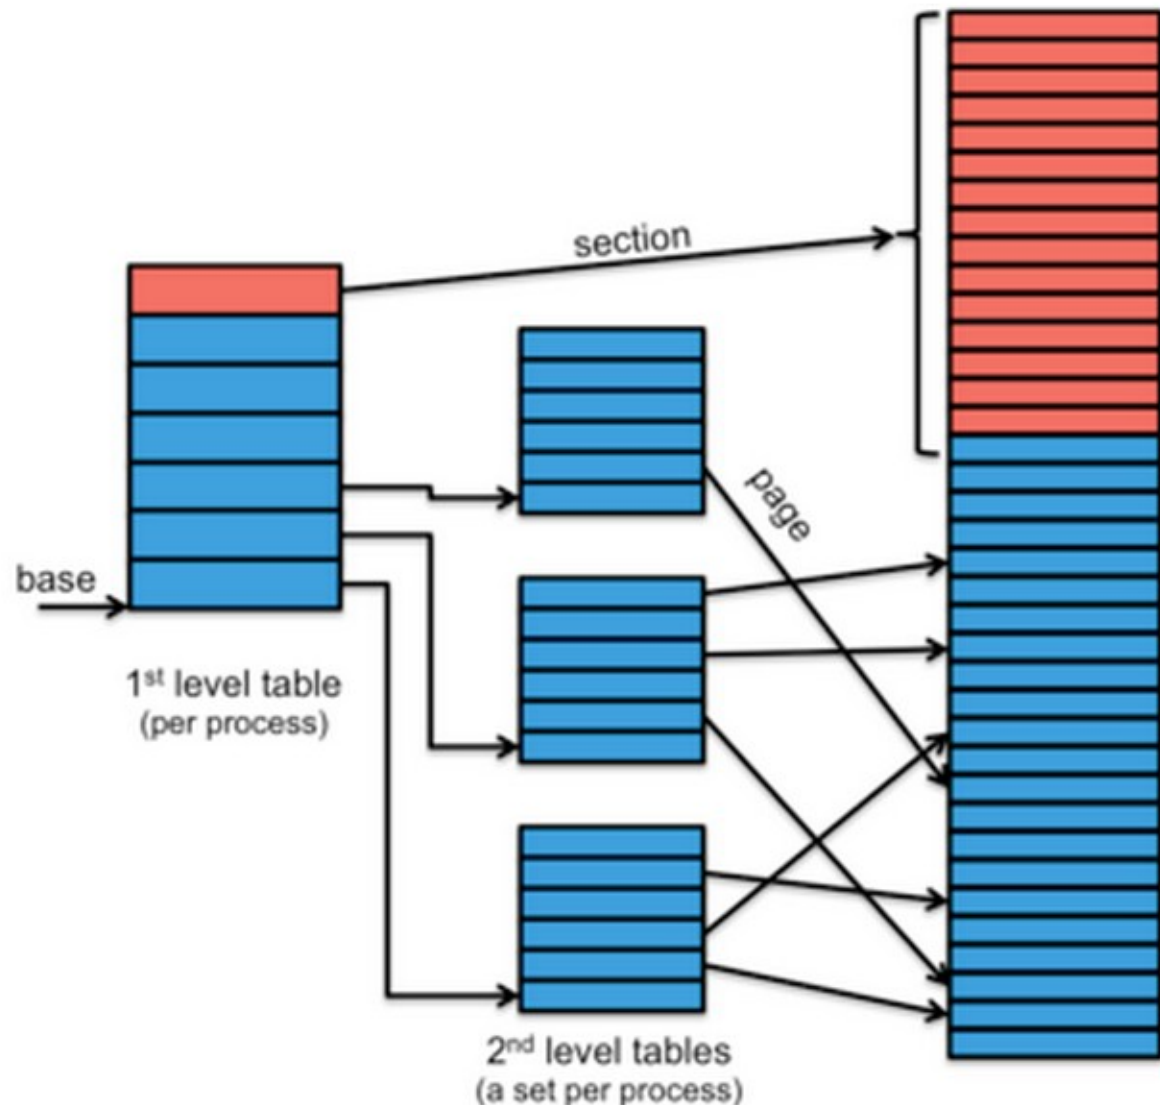 section
page
base
1st level table
(per process)
2nd level tables
(a set per process)